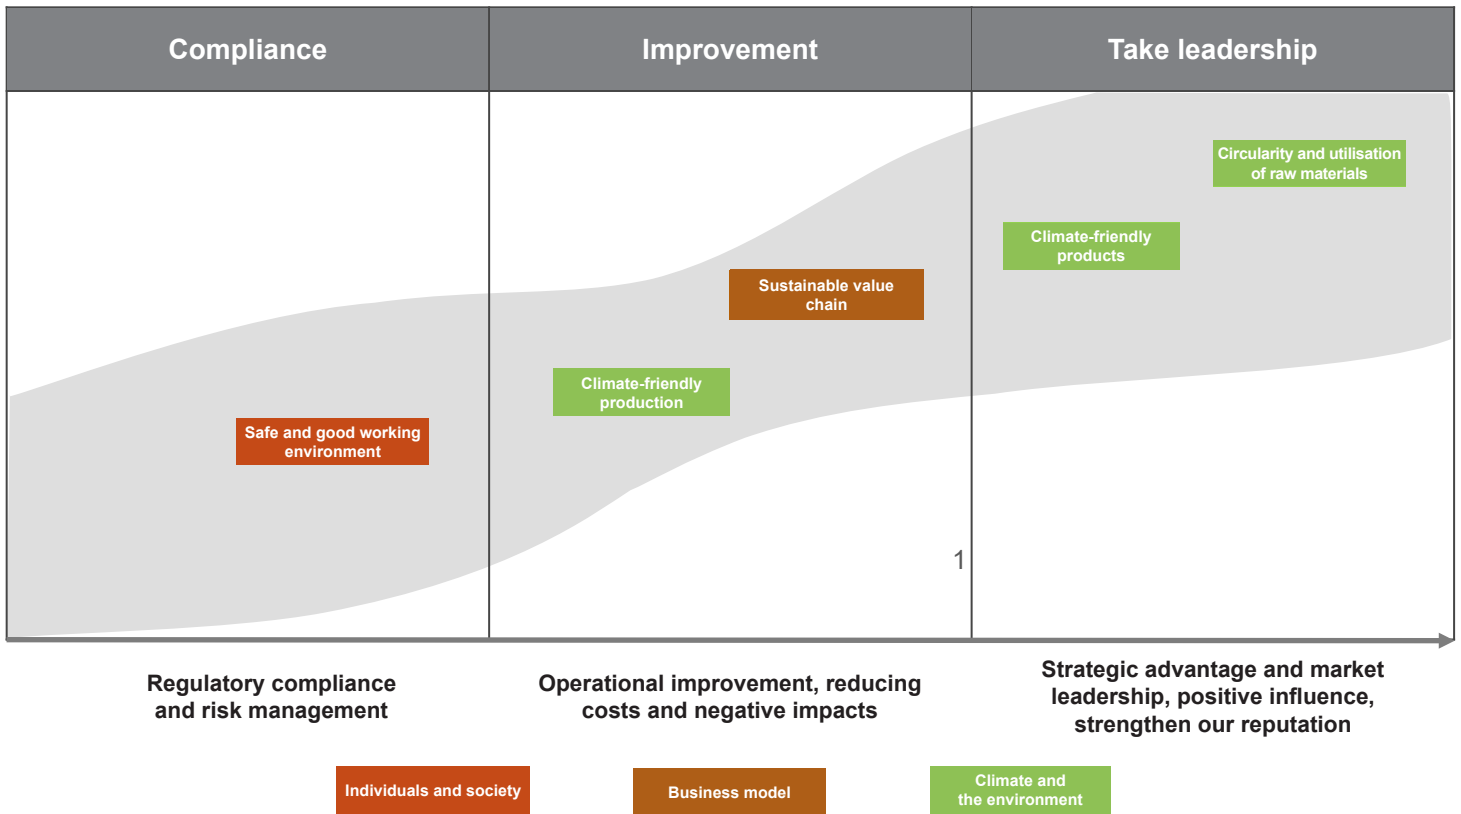 Compliance
Improvement
Take leadership
Circularity and utilisation
of raw materials
Climate-friendly
products
Sustainable value
chain
Climate-friendly
production
Safe and good working
environment
1
Regulatory compliance
and risk management
Operational improvement, reducing
costs and negative impacts
Strategic advantage and market
leadership, positive influence,
strengthen our reputation
Individuals and society
Business model
Climate and
the environment